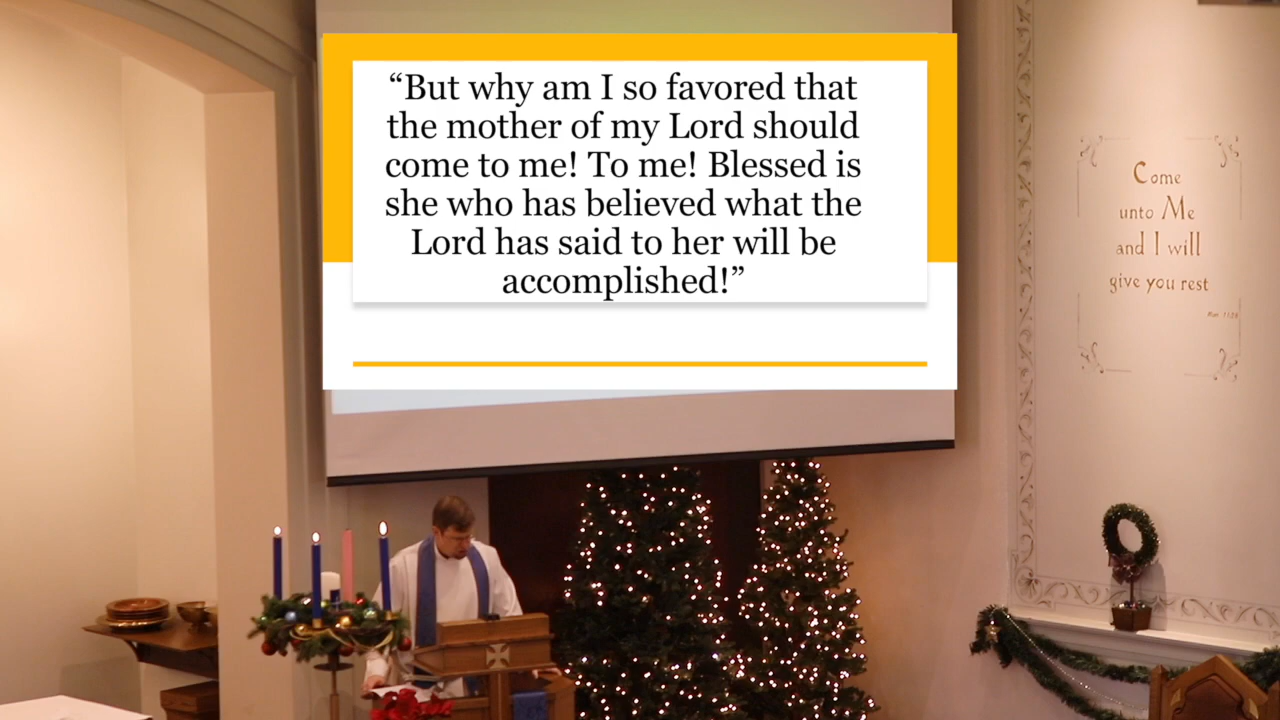 “But why am I so favored that
the mother of my Lord should
come to me! To me! Blessed is
she who has believed what the
Lord has said to her will be
accomplished!”
Come
unto Me
and I will
give you rest